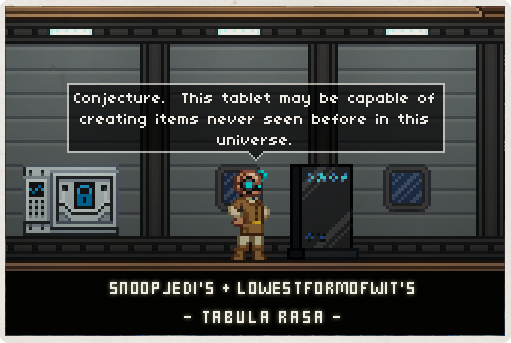 Conjecture.  This tablet may be capable of
creating items never seen before in this
universe.
SNOOPJEDI'S + LOWESTFORMOFWIT'S
- TABULA RASA -